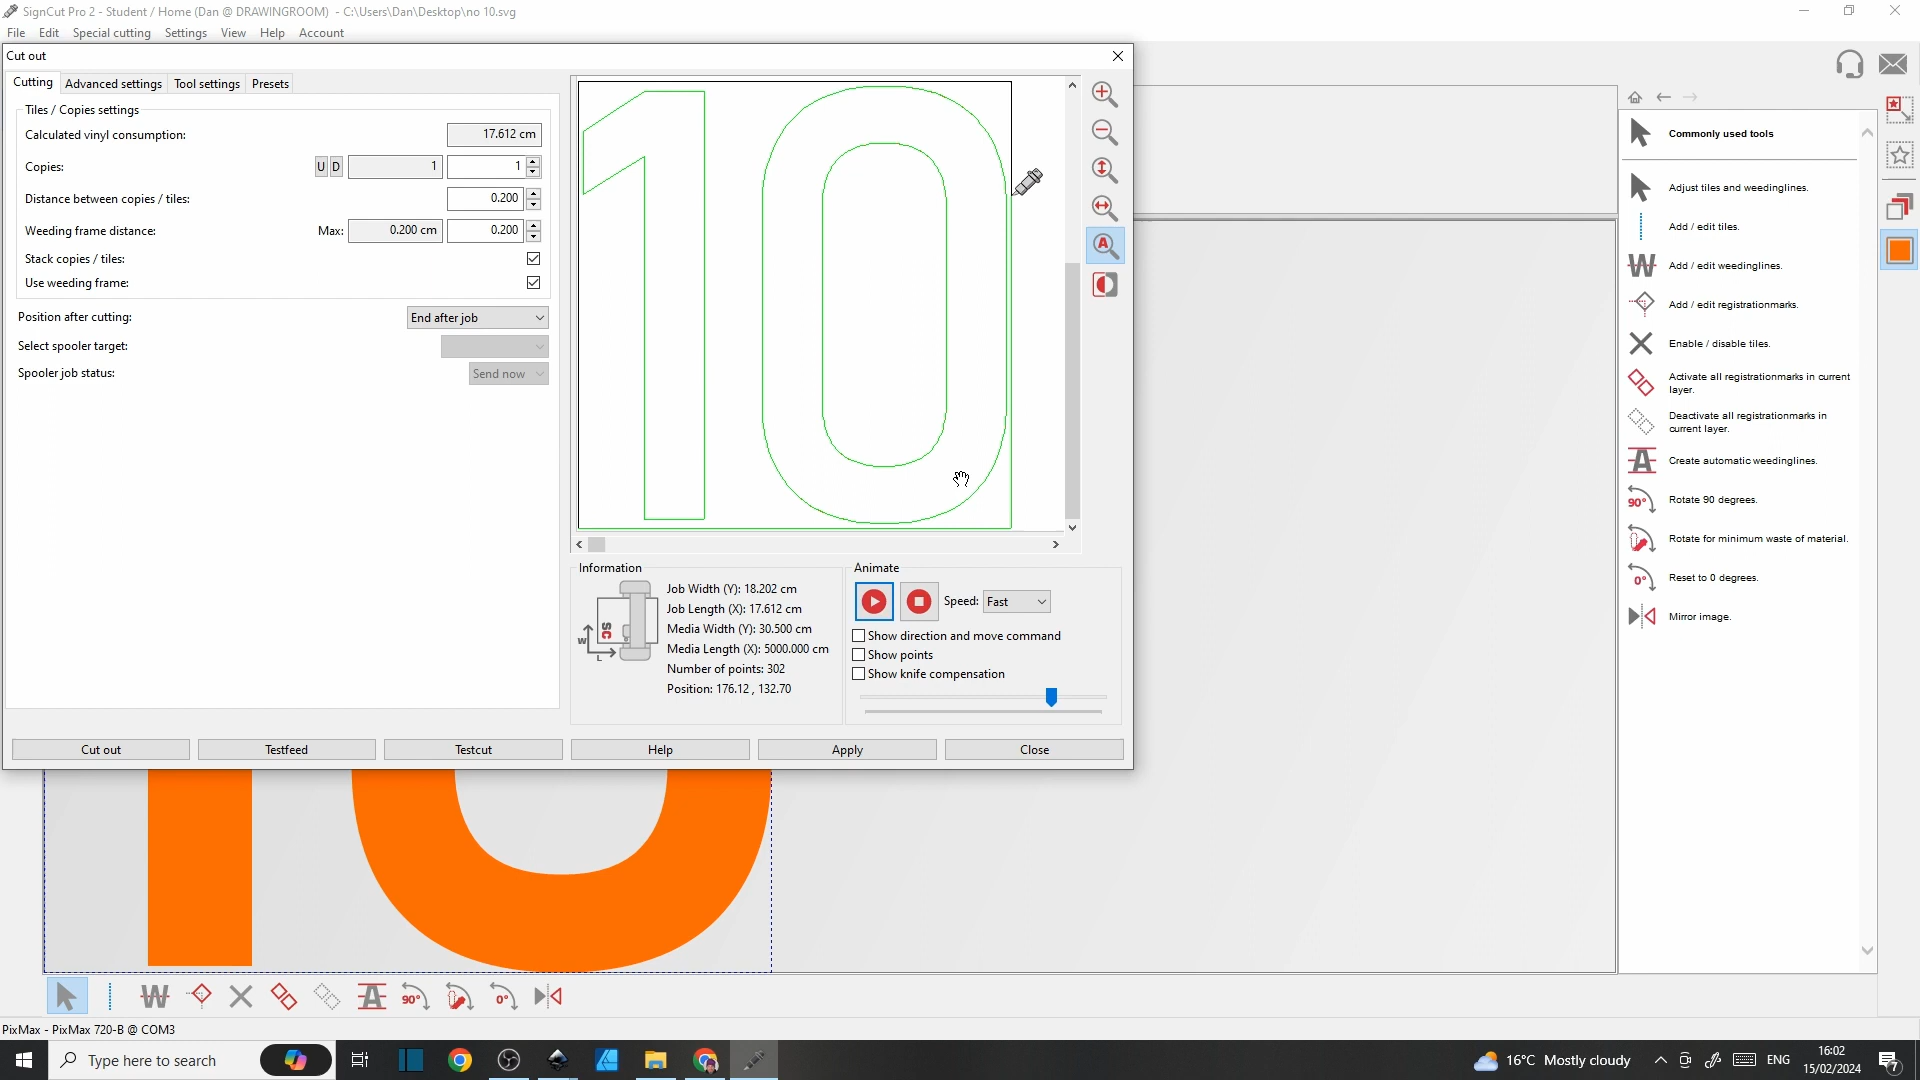 SignCut Pro 2 - Student / Home (Dan @ DRAWINGROOM) - C:\Users\Dan\Desktop\no 10.svg
File Edit Special cutting Settings View Help Account
Cut out
Cutting Advanced settings Tool settings Presets
Tiles / Copies settings
Calculated vinyl consumption: 17.612 cm
Copies: U D 1 1
Distance between copies / tiles: 0.200
Weeding frame distance: Max: 0.200 cm 0.200
Stack copies / tiles:
Use weeding frame:
Position after cutting: End after job
Select spooler target:
Spooler job status: Send now
10
Information
SC
W
L
Job Width (Y): 18.202 cm
Job Length (X): 17.612 cm
Media Width (Y): 30.500 cm
Media Length (X): 5000.000 cm
Number of points: 302
Position: 176.12 , 132.70
Animate
Speed: Fast
Show direction and move command
Show points
Show knife compensation
Cut out Testfeed Testcut Help Apply Close
Commonly used tools
Adjust tiles and weedinglines.
Add / edit tiles.
W Add / edit weedinglines.
Add / edit registrationmarks.
Enable / disable tiles.
Activate all registrationmarks in current
layer.
Deactivate all registrationmarks in
current layer.
A Create automatic weedinglines.
90° Rotate 90 degrees.
Rotate for minimum waste of material.
0° Reset to 0 degrees.
Mirror image.
10
W A 90° 0°
PixMax - PixMax 720-B @ COM3
Type here to search
16°C Mostly cloudy
ENG
16:02
15/02/2024
7